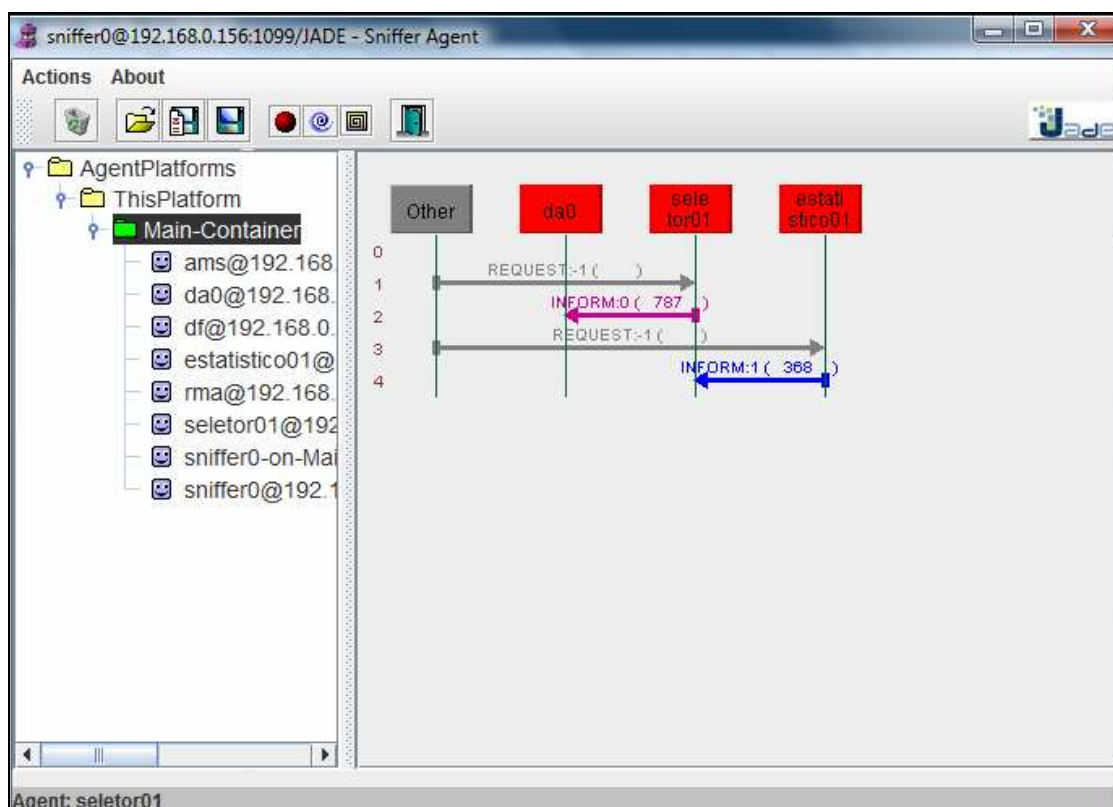 sniffer0@192.168.0.156:1099/JADE - Sniffer Agent
Actions About
Jade
AgentPlatforms
ThisPlatform
Main-Container
ams@192.168.
da0@192.168.
df@192.168.0.
estatistico01@
rma@192.168.
seletor01@192
sniffer0-on-Mai
sniffer0@192.1
Other
da0
sele
tor01
estati
stico01
0
REQUEST:-1 ( )
1
INFORM:0 ( 787 )
2
REQUEST:-1 ( )
3
INFORM:1 ( 368 )
4
Agent: seletor01